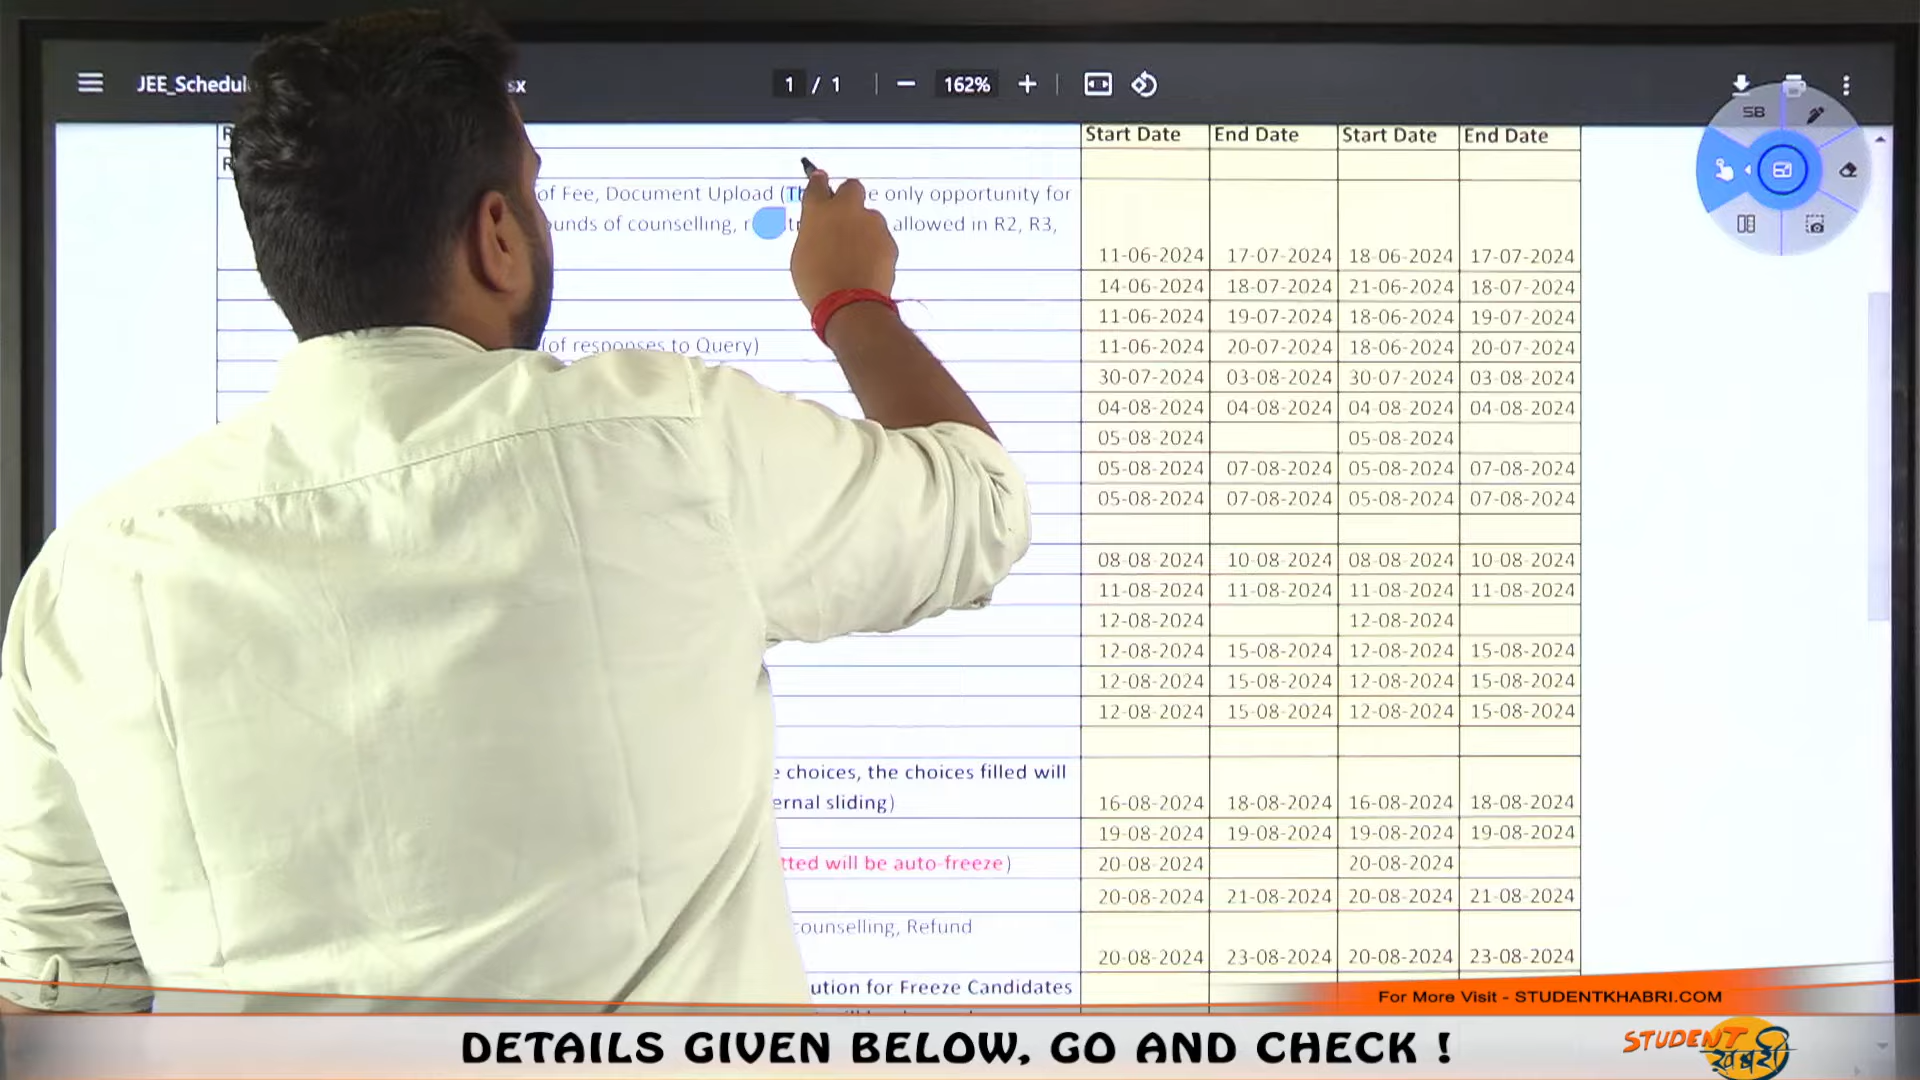 JEE_Schedul sx 1 / 1 162%
SB
Start Date End Date Start Date End Date
of Fee, Document Upload ( e only opportunity for
unds of counselling, allowed in R2, R3,
11-06-2024 17-07-2024 18-06-2024 17-07-2024
14-06-2024 18-07-2024 21-06-2024 18-07-2024
11-06-2024 19-07-2024 18-06-2024 19-07-2024
(of responses to Query) 11-06-2024 20-07-2024 18-06-2024 20-07-2024
30-07-2024 03-08-2024 30-07-2024 03-08-2024
04-08-2024 04-08-2024 04-08-2024 04-08-2024
05-08-2024 05-08-2024
05-08-2024 07-08-2024 05-08-2024 07-08-2024
05-08-2024 07-08-2024 05-08-2024 07-08-2024
08-08-2024 10-08-2024 08-08-2024 10-08-2024
11-08-2024 11-08-2024 11-08-2024 11-08-2024
12-08-2024 12-08-2024
12-08-2024 15-08-2024 12-08-2024 15-08-2024
12-08-2024 15-08-2024 12-08-2024 15-08-2024
12-08-2024 15-08-2024 12-08-2024 15-08-2024
choices, the choices filled will
ernal sliding) 16-08-2024 18-08-2024 16-08-2024 18-08-2024
19-08-2024 19-08-2024 19-08-2024 19-08-2024
tted will be auto-freeze) 20-08-2024 20-08-2024
20-08-2024 21-08-2024 20-08-2024 21-08-2024
counselling, Refund
20-08-2024 23-08-2024 20-08-2024 23-08-2024
ution for Freeze Candidates
For More Visit - STUDENTKHABRI.COM
DETAILS GIVEN BELOW, GO AND CHECK !
STUDENT
खबरी